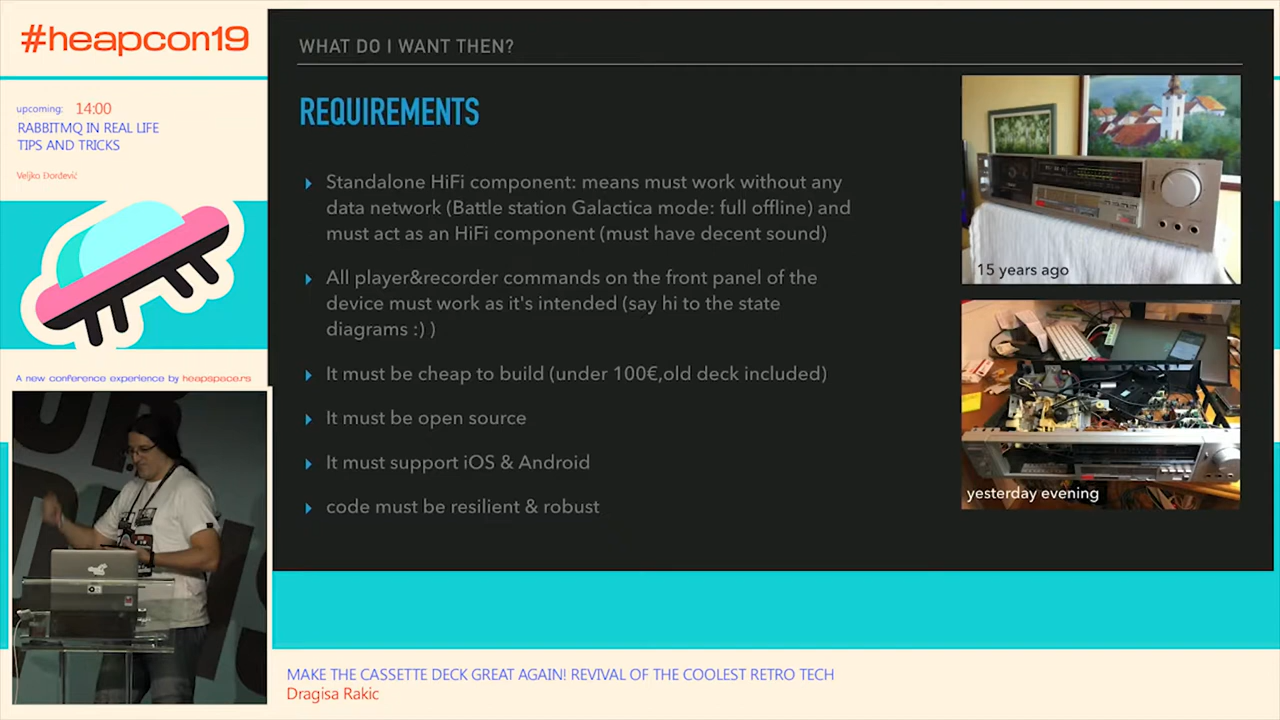 #heapcon19
upcoming: 14:00
RABBITMQ IN REAL LIFE
TIPS AND TRICKS
Veljko Đorđević
A new conference experience by heapspace.rs
WHAT DO I WANT THEN?
REQUIREMENTS
Standalone HiFi component: means must work without any
data network (Battle station Galactica mode: full offline) and
must act as an HiFi component (must have decent sound)
All player&recorder commands on the front panel of the
device must work as it's intended (say hi to the state
diagrams :) )
It must be cheap to build (under 100€,old deck included)
It must be open source
It must support iOS & Android
code must be resilient & robust
15 years ago
yesterday evening
MAKE THE CASSETTE DECK GREAT AGAIN! REVIVAL OF THE COOLEST RETRO TECH
Dragisa Rakic